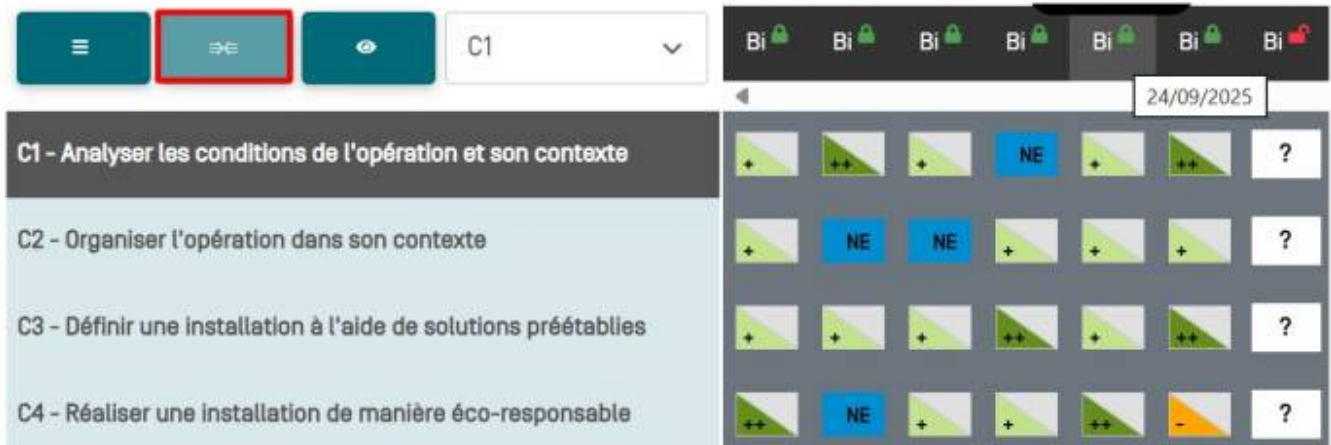 C1
Bi Bi Bi Bi Bi Bi Bi
24/09/2025
C1 - Analyser les conditions de l'opération et son contexte
+ ++ + NE + ++ ?
C2 - Organiser l'opération dans son contexte
+ NE NE + + + ?
C3 - Définir une installation à l'aide de solutions préétablies
+ + + ++ + ++ ?
C4 - Réaliser une installation de manière éco-responsable
++ NE + + ++ - ?